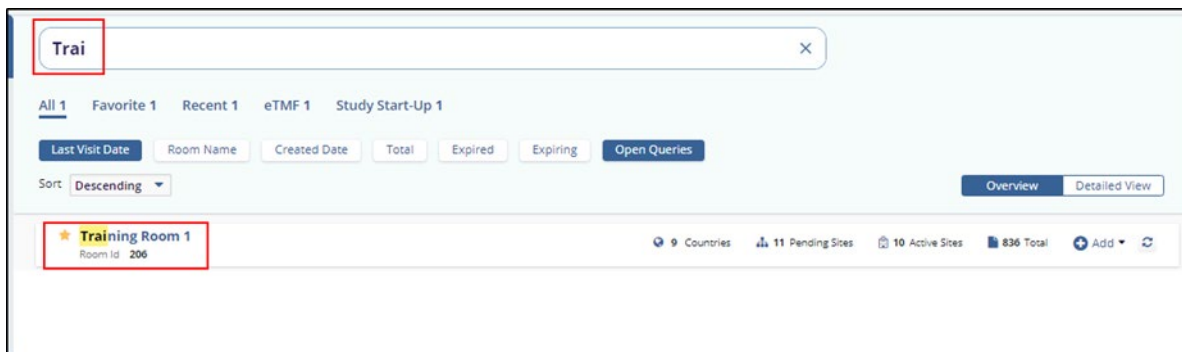 Trai
All 1 Favorite 1 Recent 1 eTMF 1 Study Start-Up 1
Last Visit Date Room Name Created Date Total Expired Expiring Open Queries
Sort Descending Overview Detailed View
Training Room 1 9 Countries 11 Pending Sites 10 Active Sites 836 Total Add
Room Id 206